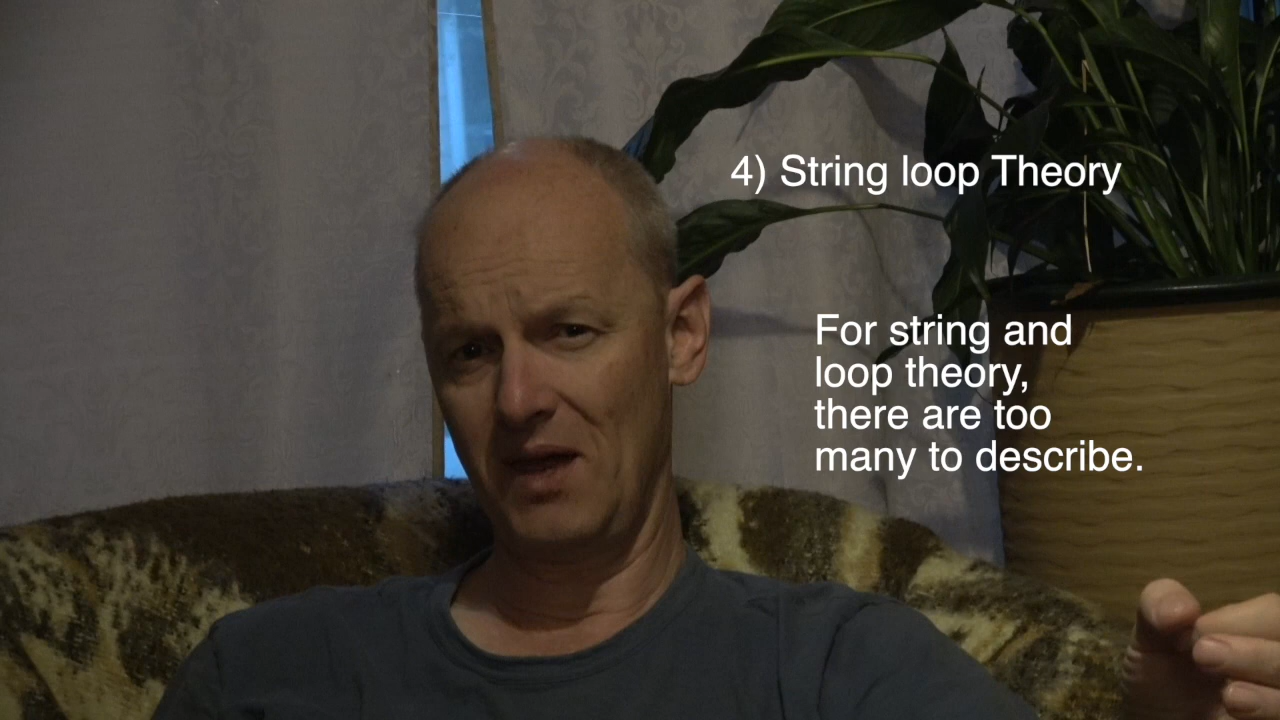 4) String loop Theory
For string and
loop theory,
there are too
many to describe.